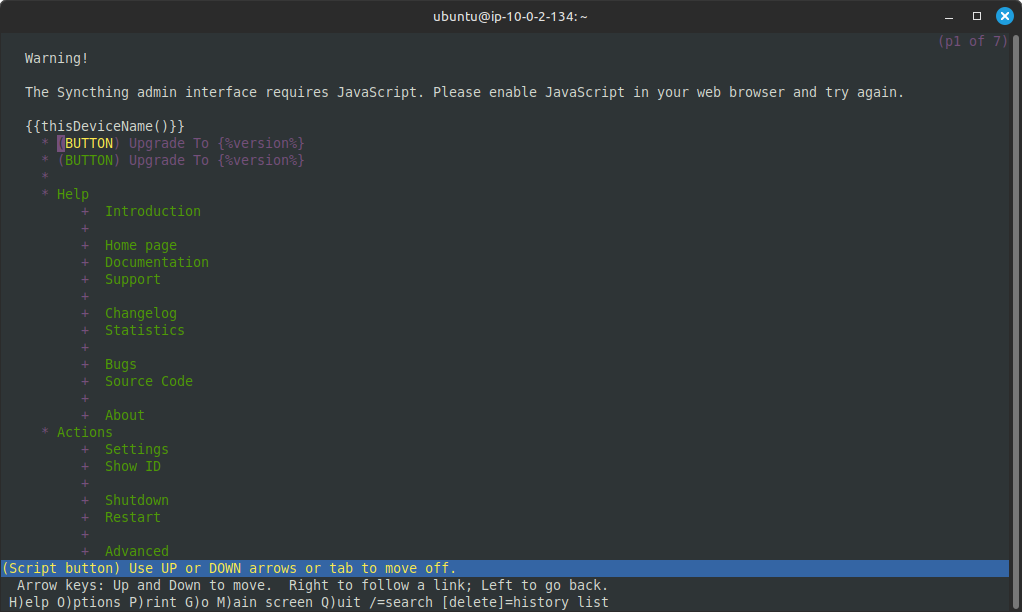 ubuntu@ip-10-0-2-134: ~
(p1 of 7)
Warning!
The Syncthing admin interface requires JavaScript. Please enable JavaScript in your web browser and try again.
{{thisDeviceName()}}
* (BUTTON) Upgrade To {%version%}
* (BUTTON) Upgrade To {%version%}
*
* Help
+ Introduction
+
+ Home page
+ Documentation
+ Support
+
+ Changelog
+ Statistics
+
+ Bugs
+ Source Code
+
+ About
* Actions
+ Settings
+ Show ID
+
+ Shutdown
+ Restart
+
+ Advanced
(Script button) Use UP or DOWN arrows or tab to move off.
Arrow keys: Up and Down to move.  Right to follow a link; Left to go back.
H)elp O)ptions P)rint G)o M)ain screen Q)uit /=search [delete]=history list